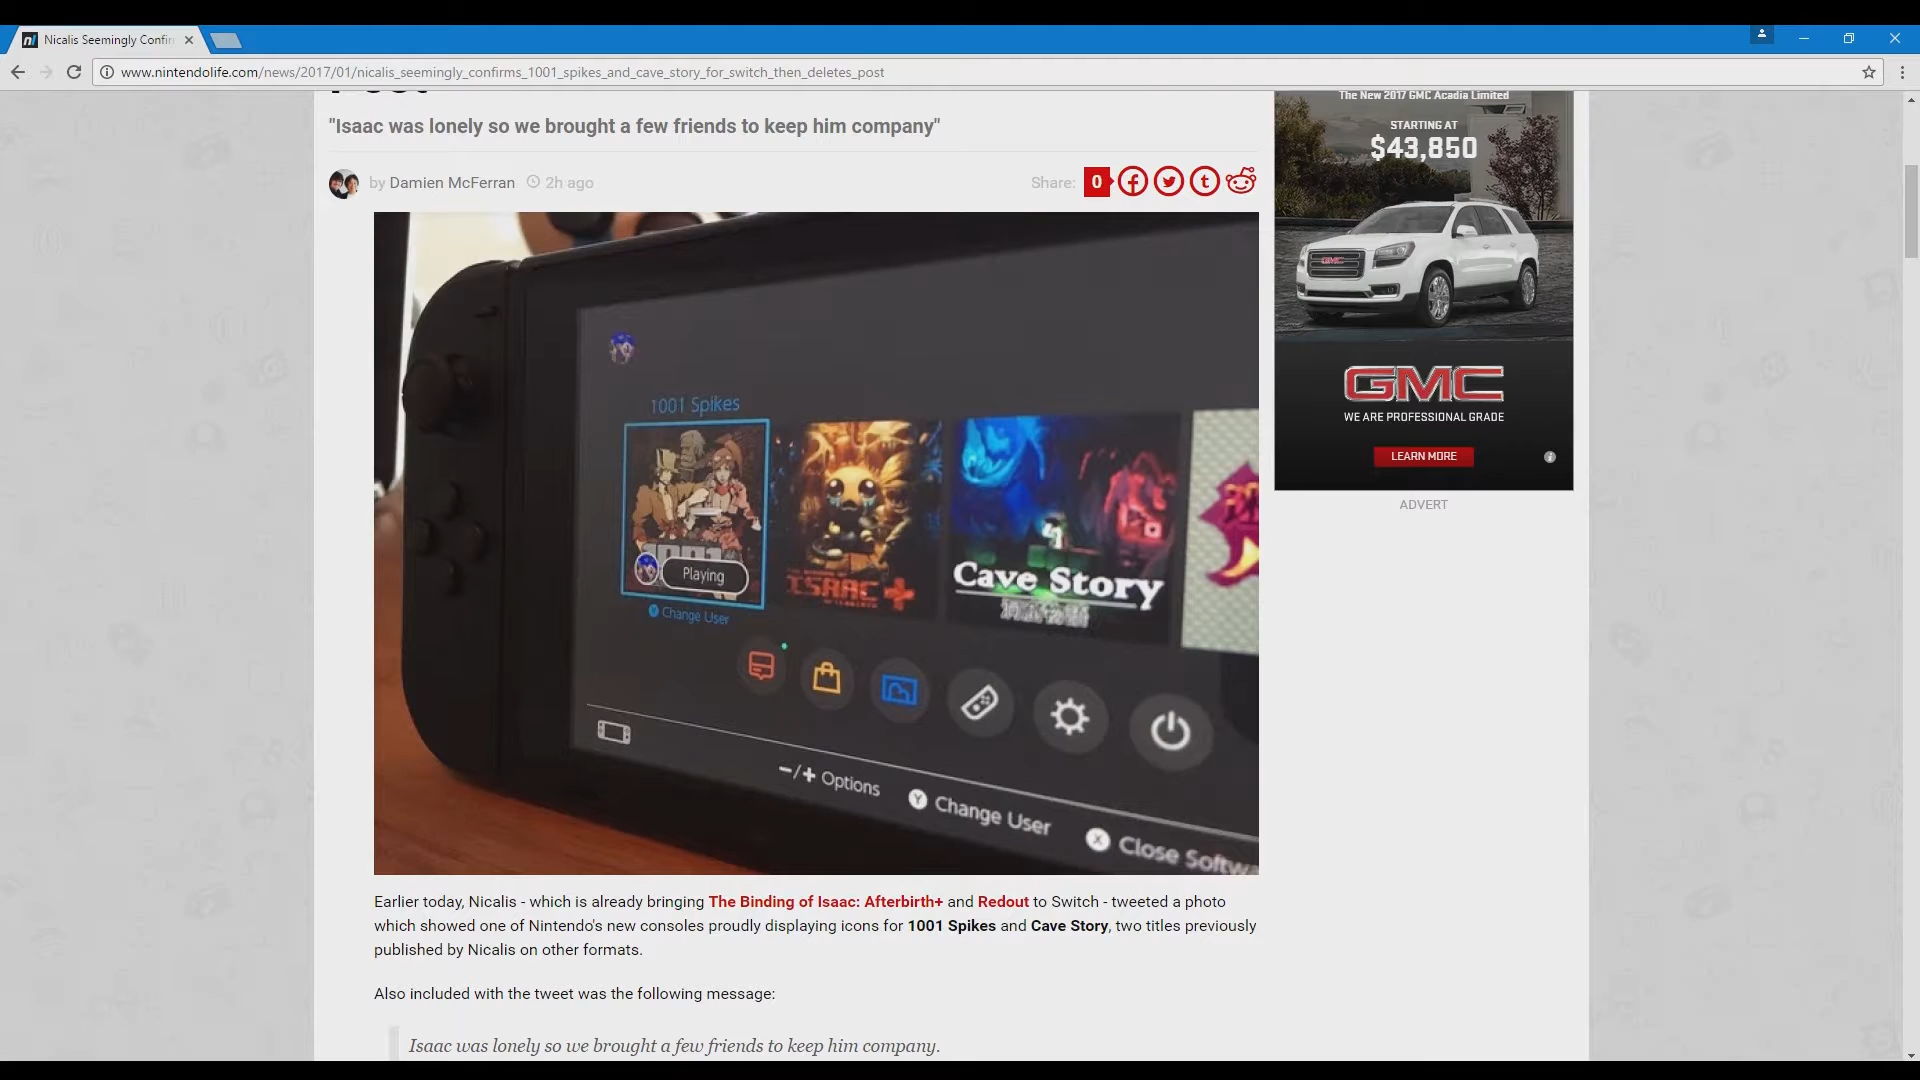 Nicalis Seemingly Confir
www.nintendolife.com/news/2017/01/nicalis_seemingly_confirms_1001_spikes_and_cave_story_for_switch_then_deletes_post
The New 2017 GMC Acadia Limited
STARTING AT
$43,850
"Isaac was lonely so we brought a few friends to keep him company"
by Damien McFerran 2h ago
Share: 0
GMC
GMC
WE ARE PROFESSIONAL GRADE
LEARN MORE
ADVERT
1001 Spikes
1001
Playing
Change User
ISAAC +
Cave Story
-/+ Options
Y Change User
X Close Softwa
Earlier today, Nicalis - which is already bringing The Binding of Isaac: Afterbirth+ and Redout to Switch - tweeted a photo
which showed one of Nintendo's new consoles proudly displaying icons for 1001 Spikes and Cave Story, two titles previously
published by Nicalis on other formats.
Also included with the tweet was the following message:
Isaac was lonely so we brought a few friends to keep him company.